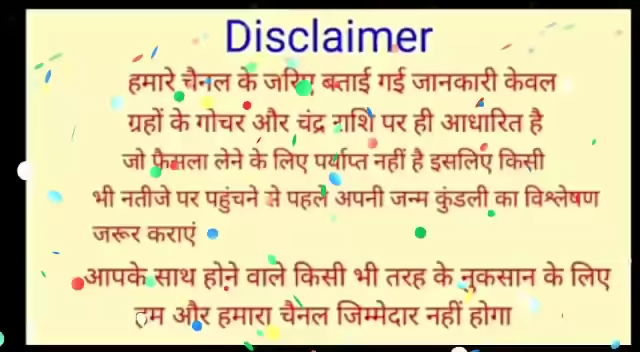 Disclaimer
हमारे चैनल के जरिए बताई गई जानकारी केवल
ग्रहों के गोचर और चंद्र राशि पर ही आधारित है
जो फैसला लेने के लिए पर्याप्त नहीं है इसलिए किसी
भी नतीजे पर पहुंचने से पहले अपनी जन्म कुंडली का विश्लेषण
जरूर कराएं
आपके साथ होने वाले किसी भी तरह के नुकसान के लिए
हम और हमारा चैनल जिम्मेदार नहीं होगा